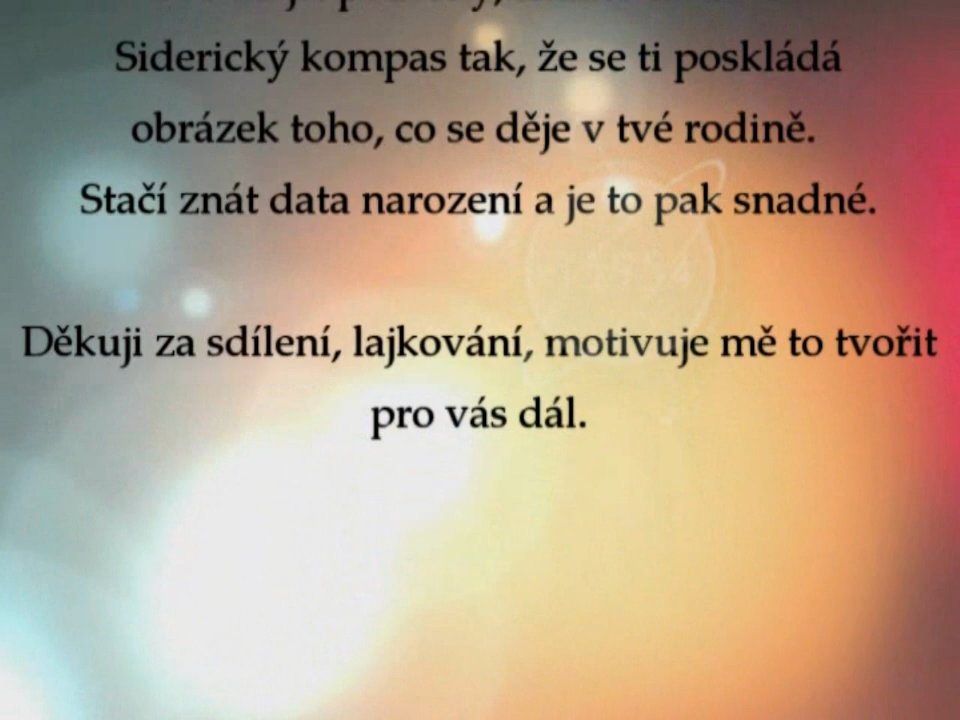 Siderický kompas tak, že se ti poskládá
obrázek toho, co se děje v tvé rodině.
Stačí znát data narození a je to pak snadné.
Děkuji za sdílení, lajkování, motivuje mě to tvořit
pro vás dál.